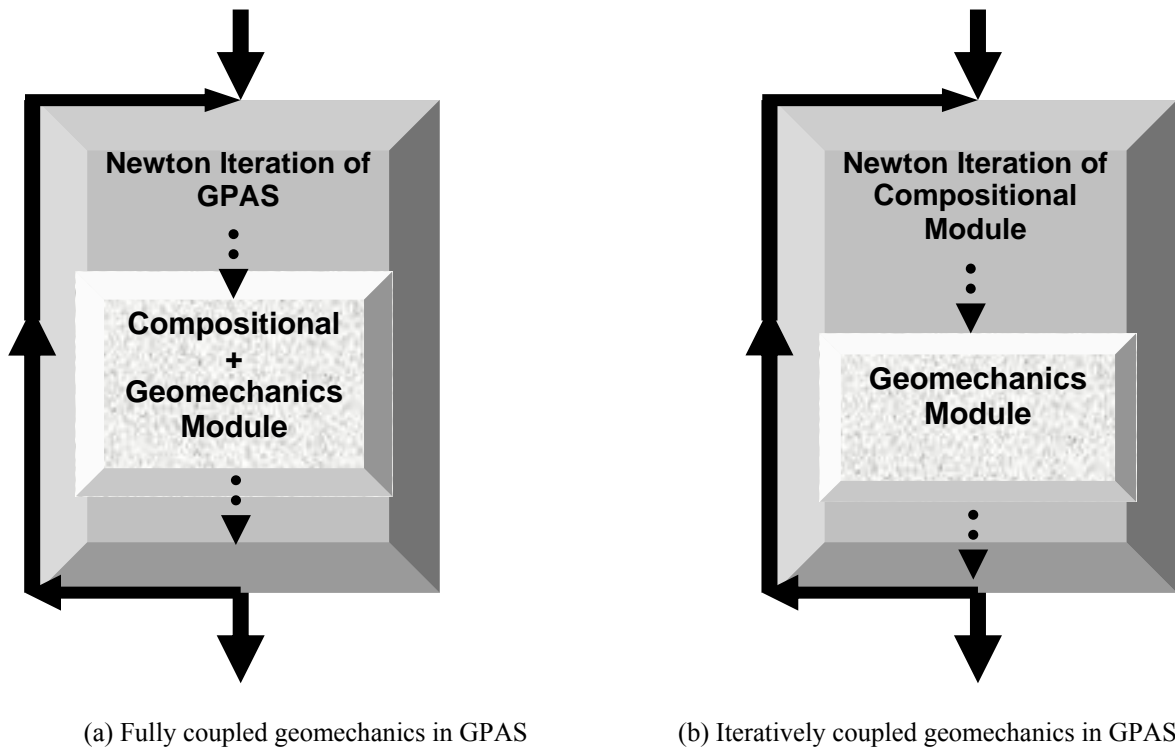 Newton Iteration of
GPAS
Compositional
+
Geomechanics
Module
(a) Fully coupled geomechanics in GPAS
Newton Iteration of
Compositional
Module
Geomechanics
Module
(b) Iteratively coupled geomechanics in GPAS